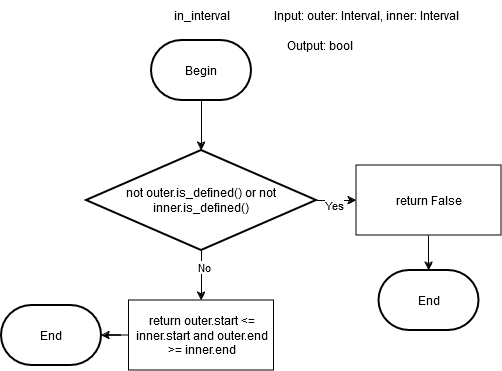 in_interval
Input: outer: Interval, inner: Interval
Output: bool
Begin
not outer.is_defined() or not
inner.is_defined()
Yes
return False
No
End
return outer.start <=
inner.start and outer.end
>= inner.end
End